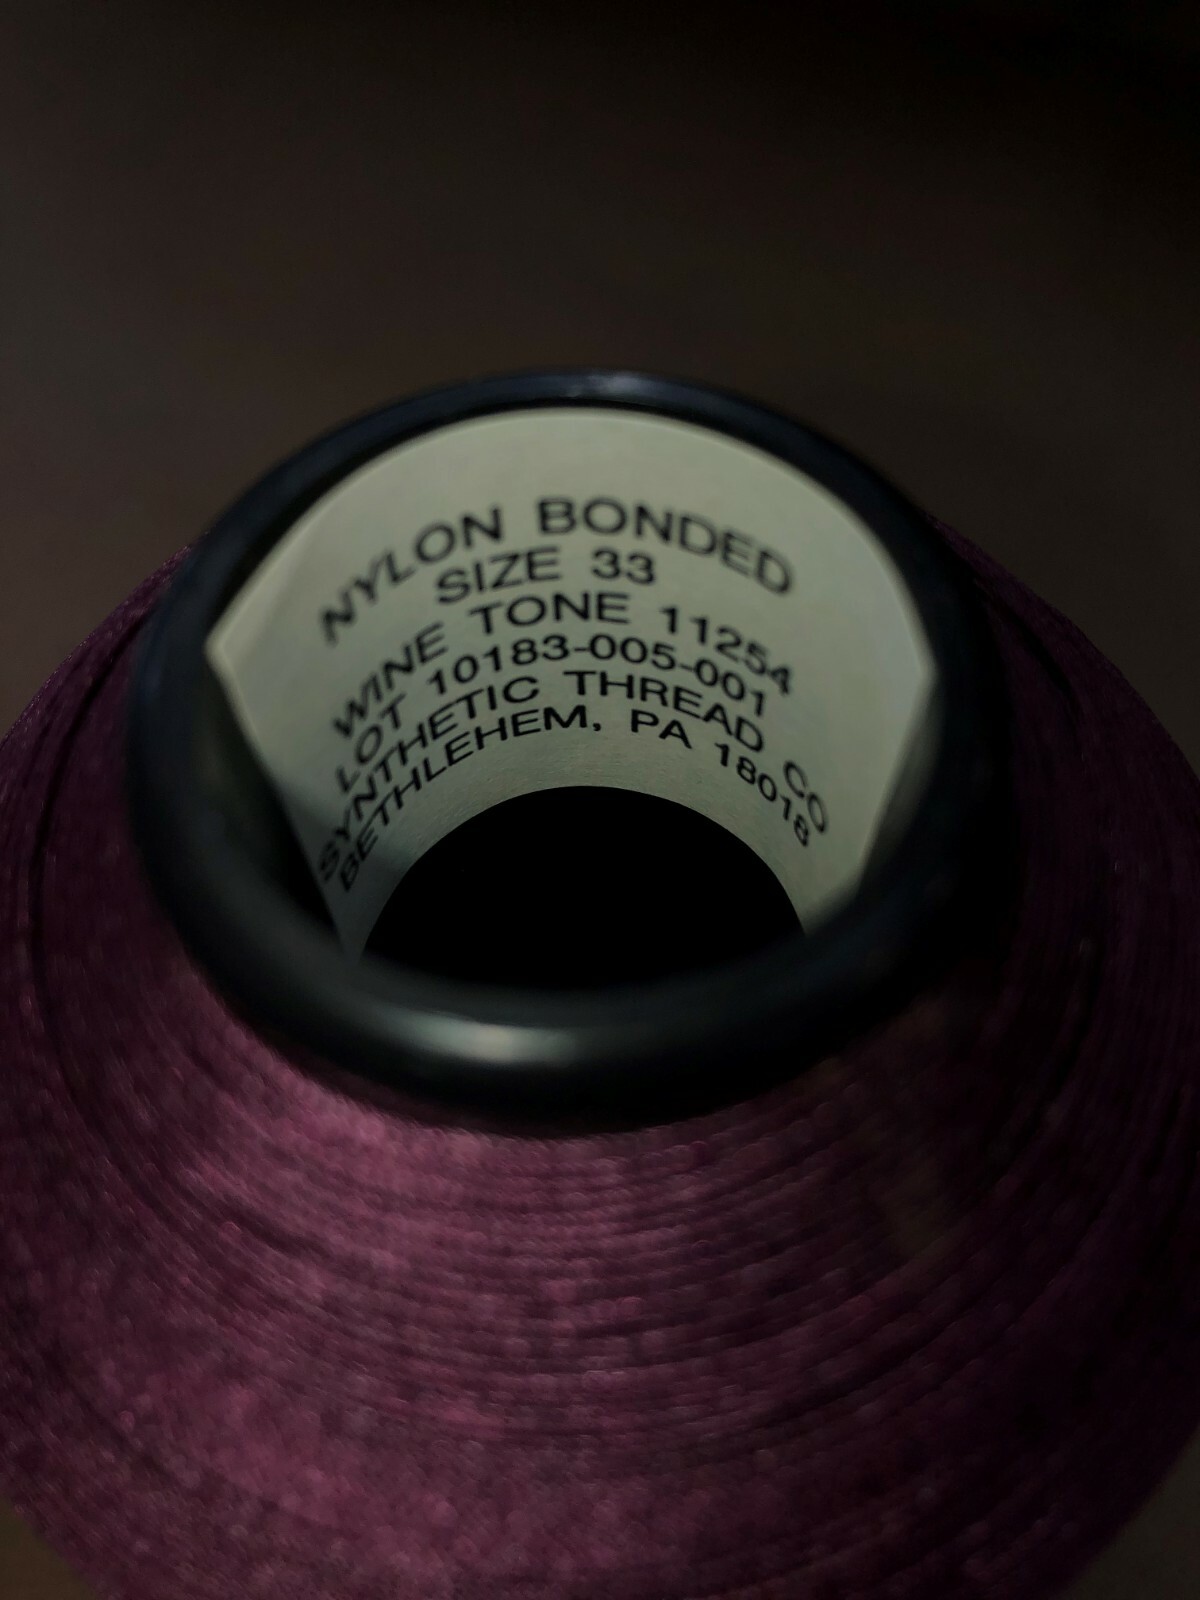 NYLON BONDED
SIZE 33
WINE TONE 11254
LOT 10183-005-001
SYNTHETIC THREAD CO
BETHLEHEM, PA 18018